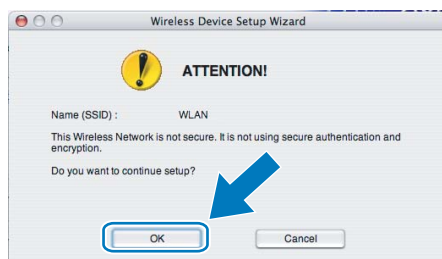 Wireless Device Setup Wizard
ATTENTION!
Name (SSID) : WLAN
This Wireless Network is not secure. It is not using secure authentication and
encryption.
Do you want to continue setup?
OK Cancel